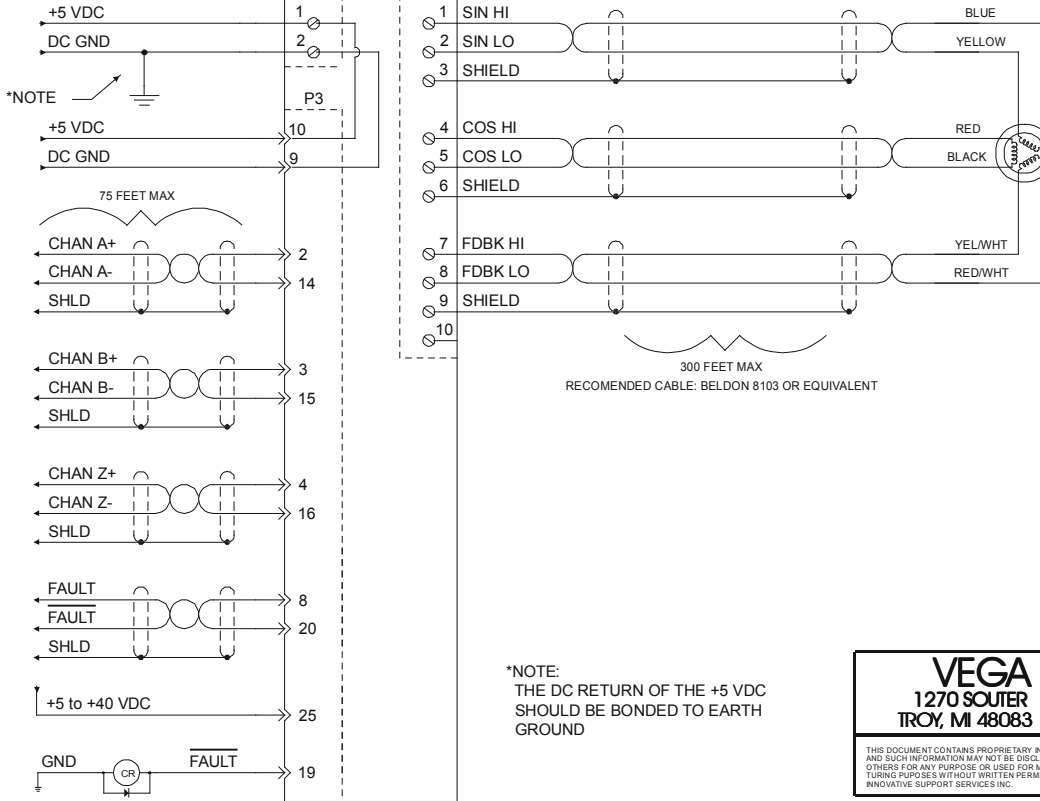 +5 VDC
1
DC GND
2
*NOTE
P3
+5 VDC
10
DC GND
9
75 FEET MAX
CHAN A+
2
CHAN A-
14
SHLD
CHAN B+
3
CHAN B-
15
SHLD
CHAN Z+
4
CHAN Z-
16
SHLD
FAULT
8
FAULT
20
SHLD
+5 to +40 VDC
25
GND
CR
FAULT
19
1 SIN HI
BLUE
2 SIN LO
YELLOW
3 SHIELD
4 COS HI
RED
5 COS LO
BLACK
6 SHIELD
7 FDBK HI
YEL/WHT
8 FDBK LO
RED/WHT
9 SHIELD
10
300 FEET MAX
RECOMENDED CABLE: BELDON 8103 OR EQUIVALENT
*NOTE:
THE DC RETURN OF THE +5 VDC
SHOULD BE BONDED TO EARTH
GROUND
VEGA
1270 SOUTER
TROY, MI 48083
THIS DOCUMENT CONTAINS PROPRIETARY
AND SUCH INFORMATION MAY NOT BE
OTHERS FOR ANY PURPOSE OR USED FOR
TURING PUPOSES WITHOUT WRITTEN
INNOVATIVE SUPPORT SERVICES INC.